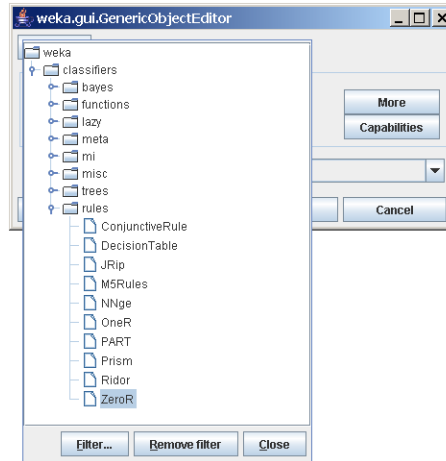 weka.gui.GenericObjectEditor
weka
classifiers
bayes
functions
lazy
meta
mi
misc
trees
rules
ConjunctiveRule
DecisionTable
JRip
M5Rules
NNge
OneR
PART
Prism
Ridor
ZeroR
More
Capabilities
Cancel
Filter...
Remove filter
Close